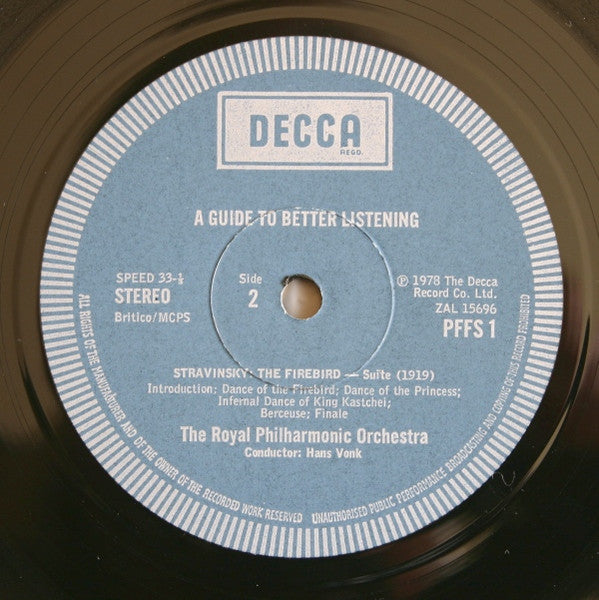 DECCA
REGD.
A GUIDE TO BETTER LISTENING
SPEED 33-⅓
STEREO
Britico/MCPS
Side
2
℗ 1978 The Decca
Record Co. Ltd.
ZAL 15696
PFFS 1
STRAVINSKY: THE FIREBIRD — Suite (1919)
Introduction; Dance of the Firebird; Dance of the Princess;
Infernal Dance of King Kastchei;
Berceuse; Finale
The Royal Philharmonic Orchestra
Conductor: Hans Vonk
ALL RIGHTS OF THE MANUFACTURER AND OF THE OWNER OF THE RECORDED WORK RESERVED
UNAUTHORISED PUBLIC PERFORMANCE BROADCASTING AND COPYING OF THIS RECORD PROHIBITED